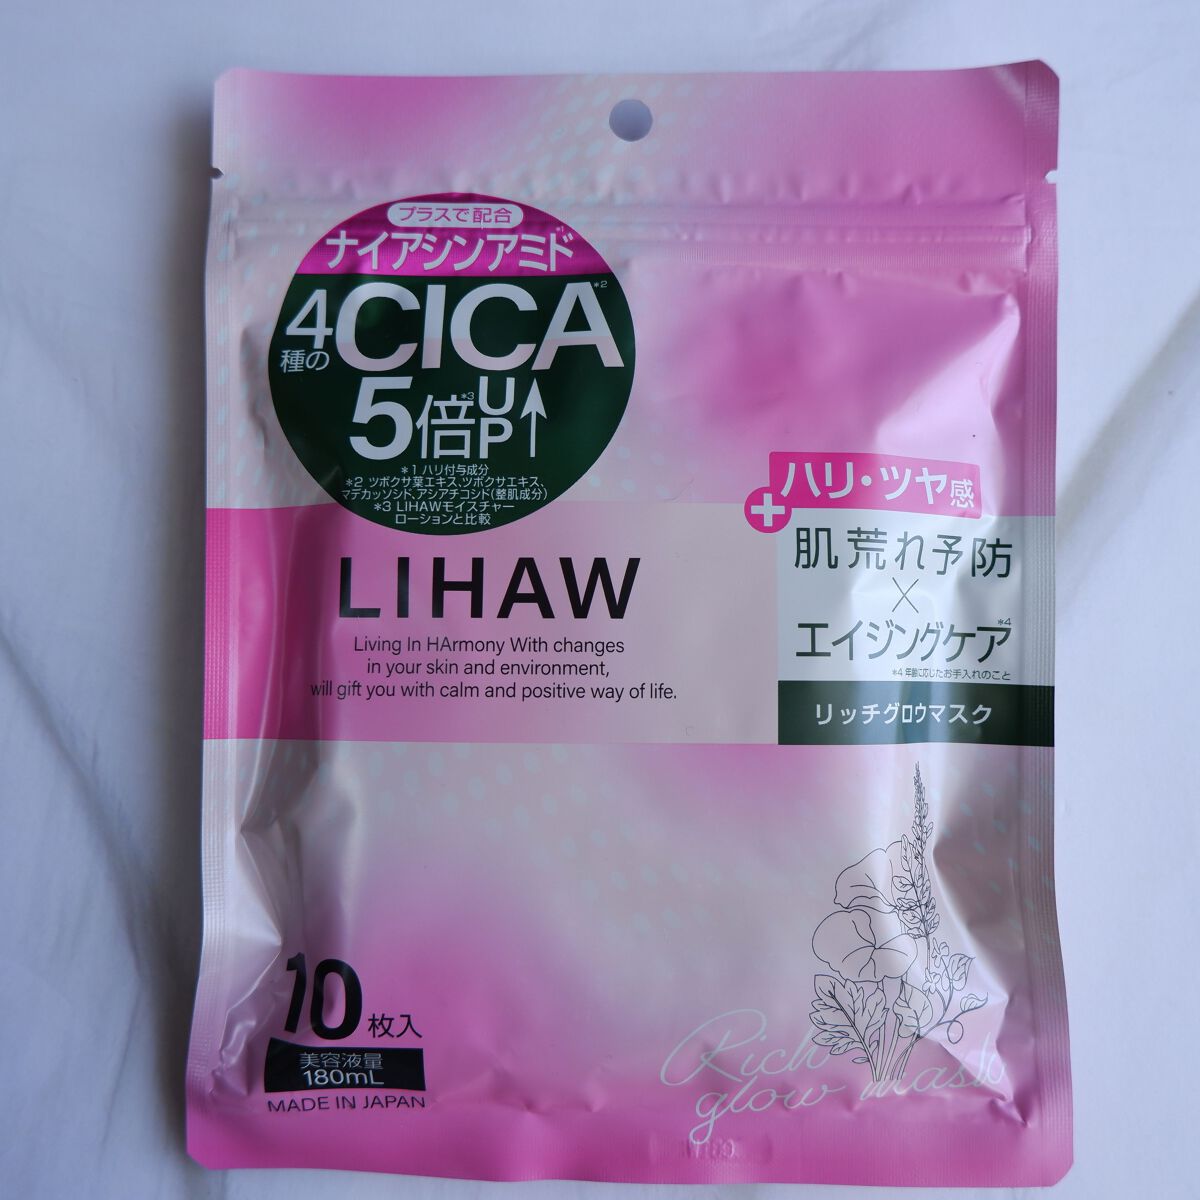 プラスで配合
ナイアシンアミド*1
4種のCICA*2
5倍*3UP↑
*1 ハリ付与成分
*2 ツボクサ葉エキス、ツボクサエキス、
マデカッソシド、アシアチコシド(整肌成分)
*3 LIHAWモイスチャー
ローションと比較
+ハリ・ツヤ感
肌荒れ予防
×
エイジングケア*4
*4 年齢に応じたお手入れのこと
リッチグロウマスク
LIHAW
Living In HArmony With changes
in your skin and environment,
will gift you with calm and positive way of life.
10枚入
美容液量
180mL
MADE IN JAPAN
Rich
glow mask